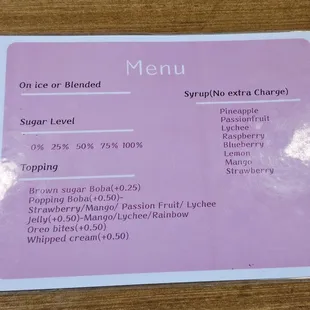 Menu
On ice or Blended
Sugar Level
0% 25% 50% 75% 100%
Topping
Brown sugar Boba(+0.25)
Popping Boba(+0.50)-
Strawberry/Mango/ Passion Fruit/ Lychee
Jelly(+0.50)-Mango/Lychee/Rainbow
Oreo bites(+0.50)
Whipped cream(+0.50)
Syrup(No extra Charge)
Pineapple
Passionfruit
Lychee
Raspberry
Blueberry
Lemon
Mango
Strawberry